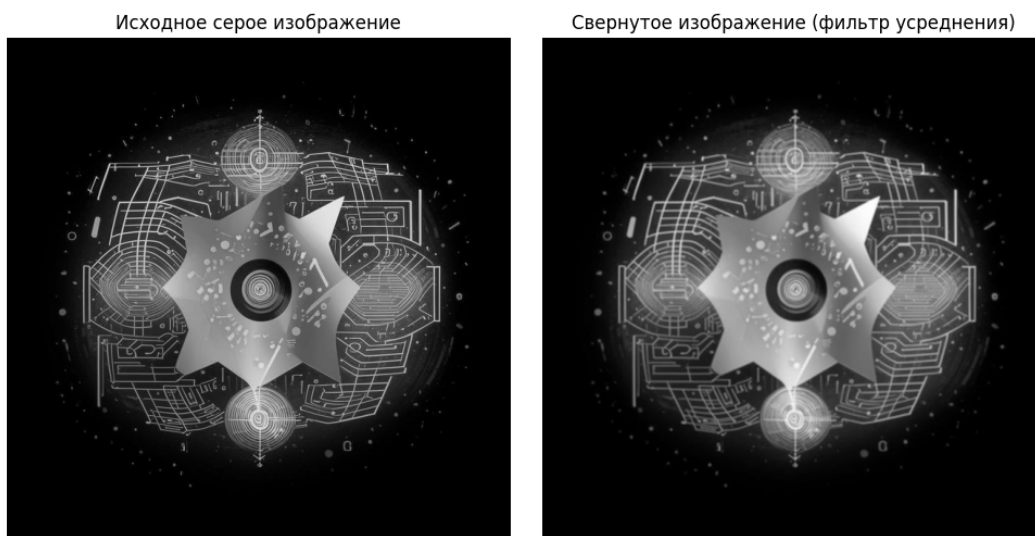 Исходное серое изображение
Свернутое изображение (фильтр усреднения)